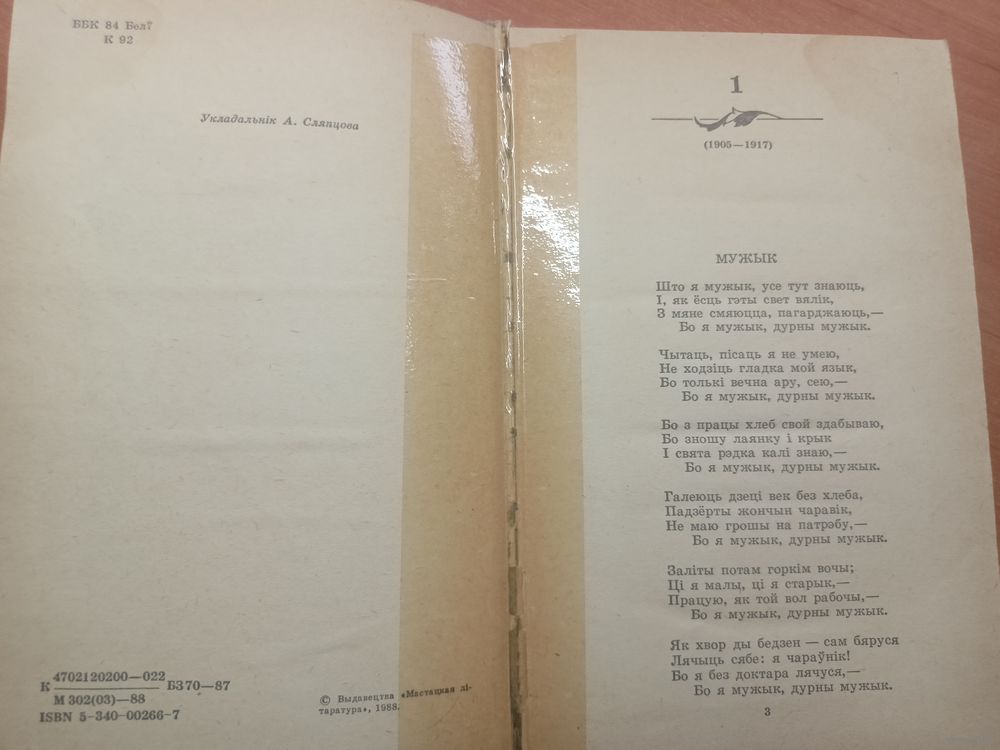 ББК 84 Бел7
К 92
Укладальнік А. Сляпцова
К 4702120200—022 БЗ 70—87
М 302(03)—88
ISBN 5-340-00266-7
© Выдавецтва «Мастацкая лі-
таратура», 1988.
1
(1905—1917)
МУЖЫК
Што я мужык, усе тут знаюць,
І, як ёсць гэты свет вялік,
З мяне смяюцца, пагарджаюць,—
Бо я мужык, дурны мужык.
Чытаць, пісаць я не умею,
Не ходзіць гладка мой язык,
Бо толькі вечна ару, сею,—
Бо я мужык, дурны мужык.
Бо з працы хлеб свой здабываю,
Бо зношу лаянку і крык
І свята рэдка калі знаю,—
Бо я мужык, дурны мужык.
Галеюць дзеці век без хлеба,
Падзёрты жончын чаравік,
Не маю грошы на патрэбу,—
Бо я мужык, дурны мужык.
Заліты потам горкім вочы;
Ці я малы, ці я старык,—
Працую, як той вол рабочы,—
Бо я мужык, дурны мужык.
Як хвор ды бедзен — сам бяруся
Лячыць сябе: я чараўнік!
Бо я без доктара лячуся,—
Бо я мужык, дурны мужык.
3